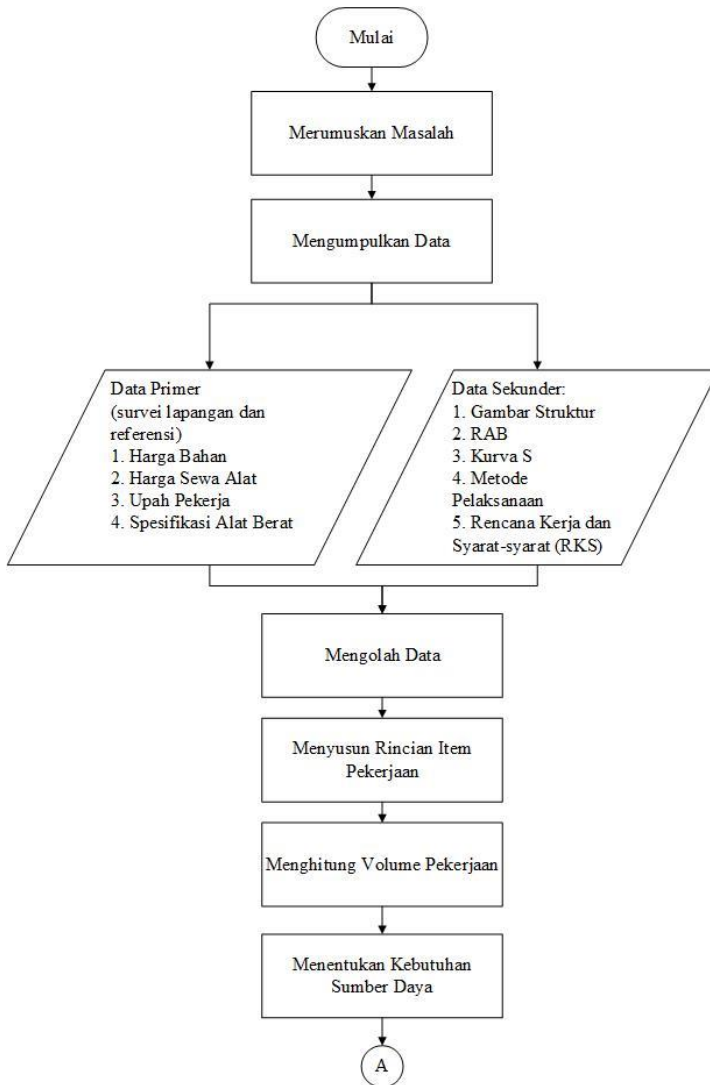 Mulai
Merumuskan Masalah
Mengumpulkan Data
Data Primer
(survei lapangan dan
referensi)
1. Harga Bahan
2. Harga Sewa Alat
3. Upah Pekerja
4. Spesifikasi Alat Berat
Data Sekunder:
1. Gambar Struktur
2. RAB
3. Kurva S
4. Metode
Pelaksanaan
5. Rencana Kerja dan
Syarat-syarat (RKS)
Mengolah Data
Menyusun Rincian Item
Pekerjaan
Menghitung Volume Pekerjaan
Menentukan Kebutuhan
Sumber Daya
A